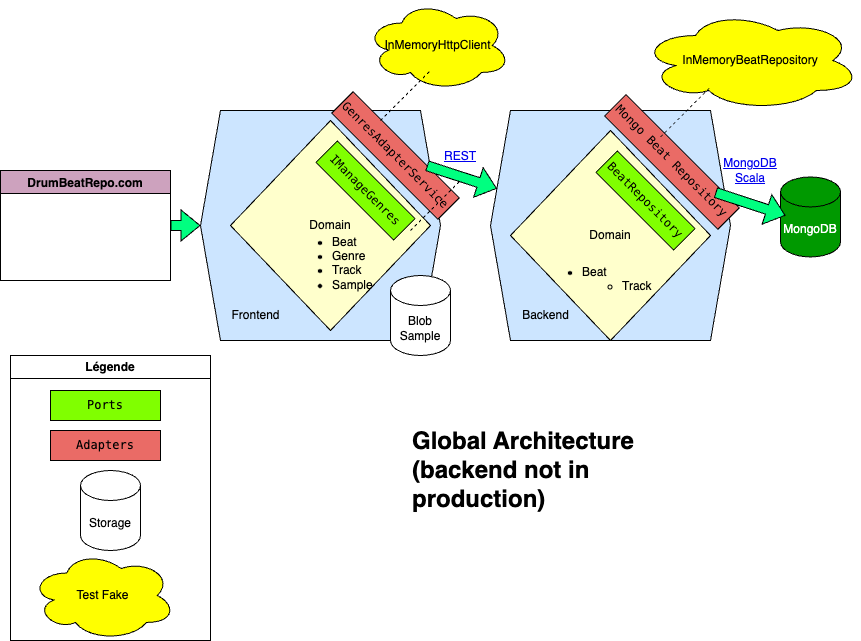 InMemoryHttpClient
InMemoryBeatRepository
DrumBeatRepo.com
GenresAdapterService
IManageGenres
REST
Domain
Beat
Genre
Track
Sample
Frontend
Blob
Sample
Mongo Beat Repository
BeatRepository
MongoDB
Scala
Domain
Beat
Track
Backend
MongoDB
Légende
Ports
Adapters
Storage
Test Fake
Global Architecture
(backend not in
production)